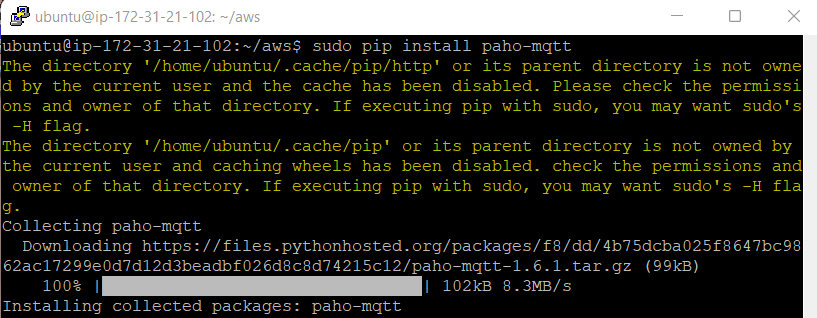 ubuntu@ip-172-31-21-102: ~/aws
ubuntu@ip-172-31-21-102:~/aws$ sudo pip install paho-mqtt
The directory '/home/ubuntu/.cache/pip/http' or its parent directory is not owne
d by the current user and the cache has been disabled. Please check the permissi
ons and owner of that directory. If executing pip with sudo, you may want sudo's
 -H flag.
The directory '/home/ubuntu/.cache/pip' or its parent directory is not owned by
the current user and caching wheels has been disabled. check the permissions and
 owner of that directory. If executing pip with sudo, you may want sudo's -H fla
g.
Collecting paho-mqtt
  Downloading https://files.pythonhosted.org/packages/f8/dd/4b75dcba025f8647bc98
62ac17299e0d7d12d3beadbf026d8c8d74215c12/paho-mqtt-1.6.1.tar.gz (99kB)
    100% || 102kB 8.3MB/s
Installing collected packages: paho-mqtt